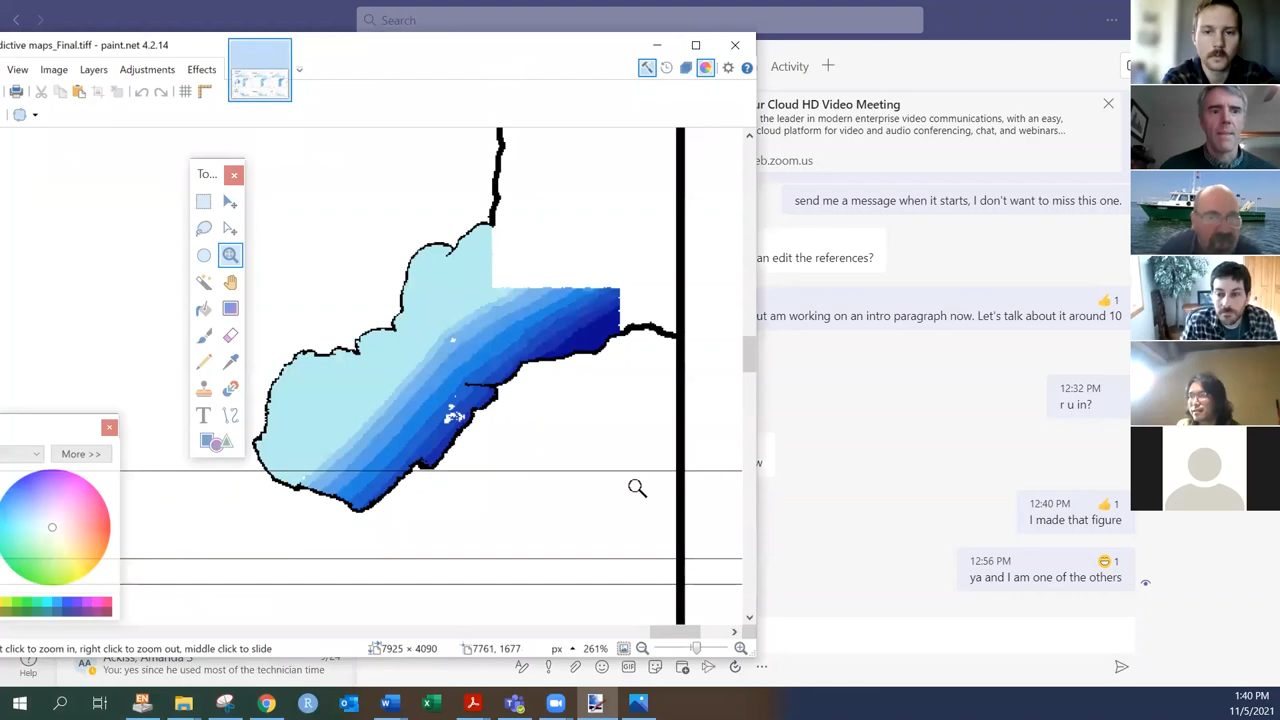 Search
dictive maps_Final.tiff - paint.net 4.2.14
View Image Layers Adjustments Effects
To...
T
More >>
t click to zoom in, right click to zoom out, middle click to slide
7925 × 4090
7761, 1677
px
261%
Activity
ur Cloud HD Video Meeting
the leader in modern enterprise video communications, with an easy,
cloud platform for video and audio conferencing, chat, and webinars...
eb.zoom.us
send me a message when it starts, I don't want to miss this one.
an edit the references?
1
ut am working on an intro paragraph now. Let's talk about it around 10
12:32 PM
r u in?
w
12:40 PM 1
I made that figure
12:56 PM 1
ya and I am one of the others
Help
AA
Ackiss, Amanda S 9/24
You: yes since he used most of the technician time
GIF
1:40 PM
11/5/2021